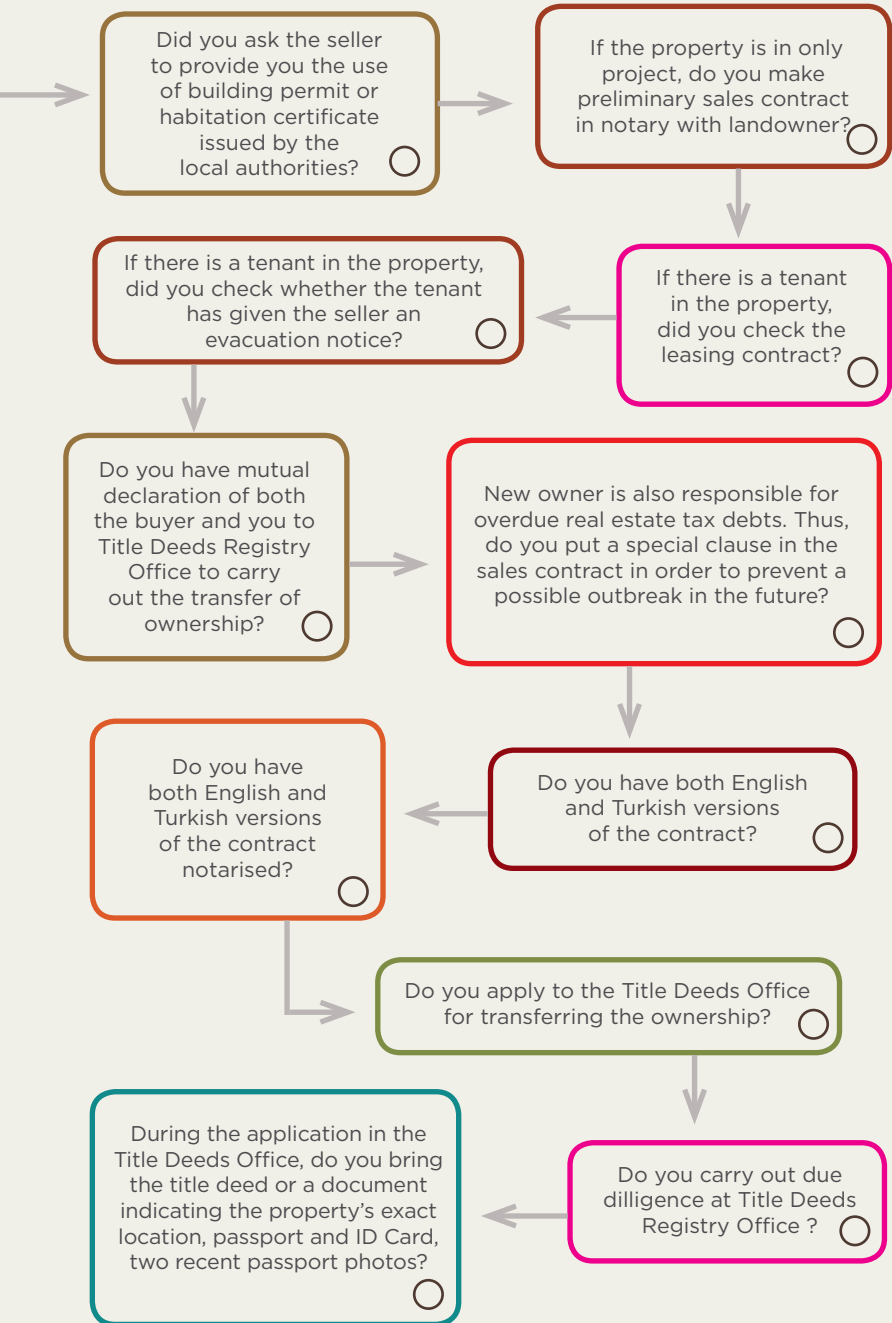 Did you ask the seller
to provide you the use
of building permit or
habitation certificate
issued by the
local authorities?
If the property is in only
project, do you make
preliminary sales contract
in notary with landowner?
If there is a tenant
in the property,
did you check the
leasing contract?
If there is a tenant in the property,
did you check whether the tenant
has given the seller an
evacuation notice?
Do you have mutual
declaration of both
the buyer and you to
Title Deeds Registry
Office to carry
out the transfer of
ownership?
New owner is also responsible for
overdue real estate tax debts. Thus,
do you put a special clause in the
sales contract in order to prevent a
possible outbreak in the future?
Do you have both English
and Turkish versions
of the contract?
Do you have
both English and
Turkish versions
of the contract
notarised?
Do you apply to the Title Deeds Office
for transferring the ownership?
Do you carry out due
dilligence at Title Deeds
Registry Office ?
During the application in the
Title Deeds Office, do you bring
the title deed or a document
indicating the property's exact
location, passport and ID Card,
two recent passport photos?